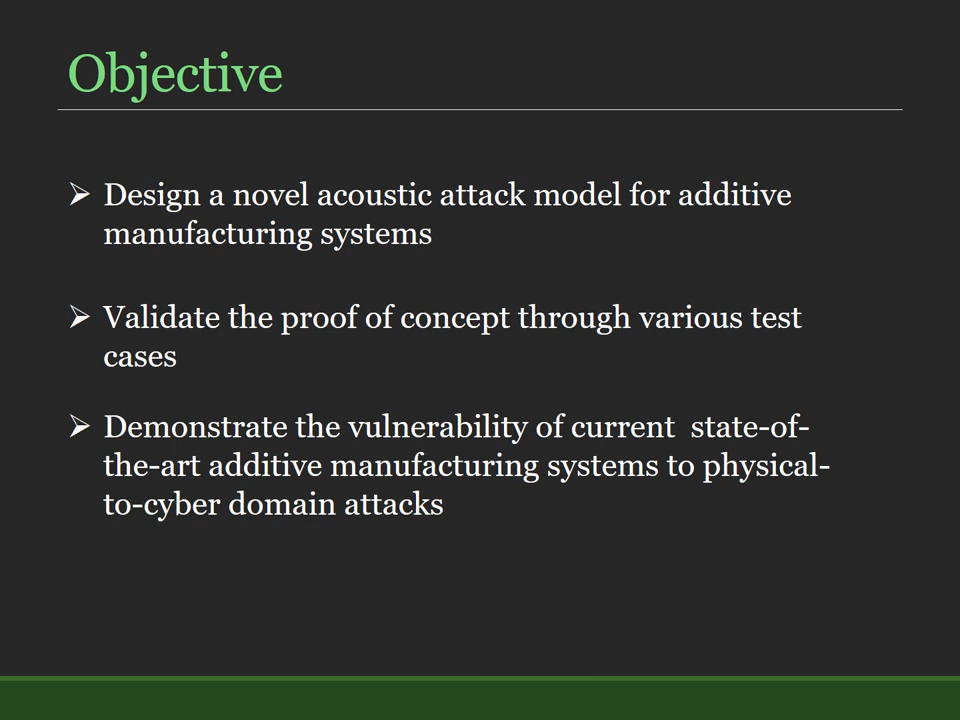 Objective
➢ Design a novel acoustic attack model for additive
manufacturing systems
➢ Validate the proof of concept through various test
cases
➢ Demonstrate the vulnerability of current  state-of-
the-art additive manufacturing systems to physical-
to-cyber domain attacks